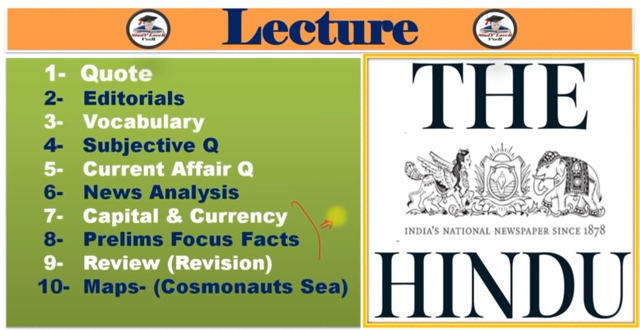 Lecture
1- Quote
2- Editorials
3- Vocabulary
4- Subjective Q
5- Current Affair Q
6- News Analysis
7- Capital & Currency
8- Prelims Focus Facts
9- Review (Revision)
10- Maps- (Cosmonauts Sea)
THE
INDIA'S NATIONAL NEWSPAPER SINCE 1878
HINDU